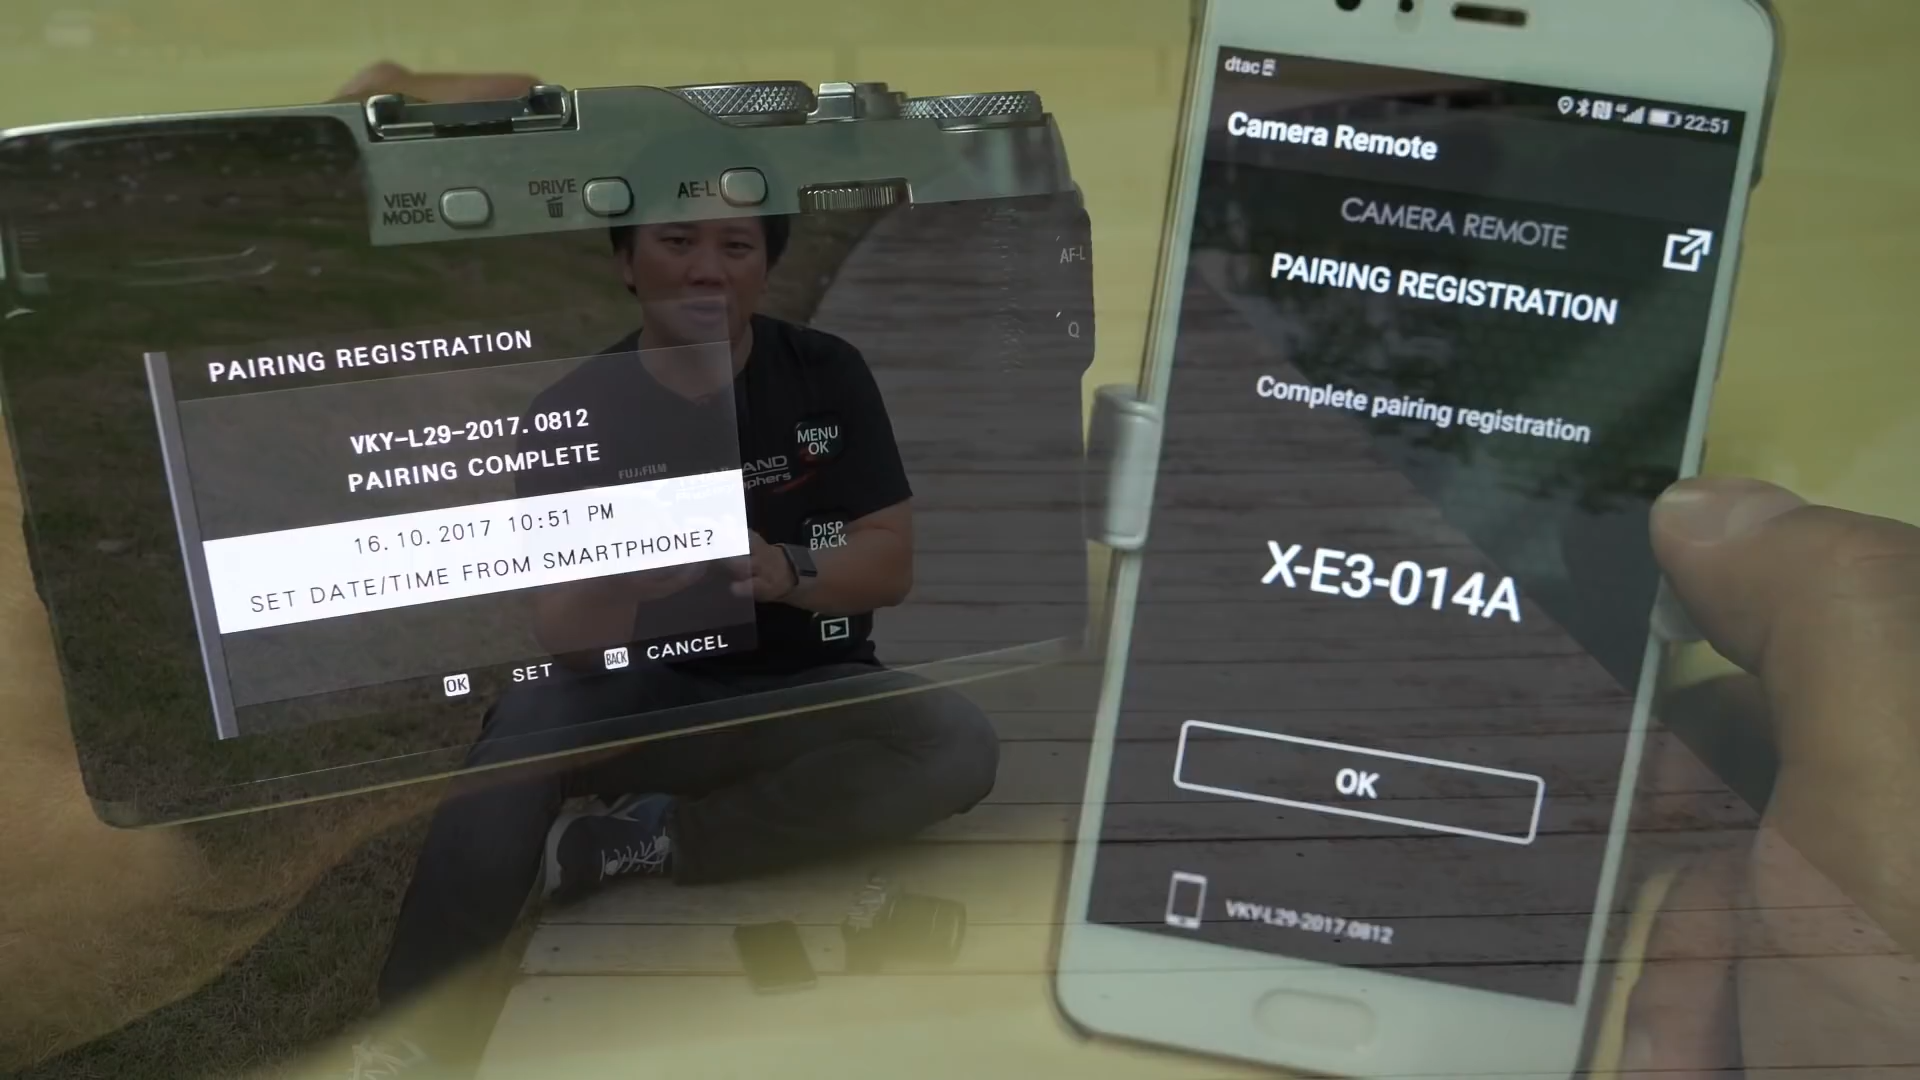 VIEW
MODE
DRIVE
AE-L
AF-L
Q
PAIRING REGISTRATION
VKY-L29-2017.0812
PAIRING COMPLETE
16.10.2017 10:51 PM
SET DATE/TIME FROM SMARTPHONE?
OK SET BACK CANCEL
MENU
OK
DISP
BACK
FUJIFILM
dtac
22:51
Camera Remote
CAMERA REMOTE
PAIRING REGISTRATION
Complete pairing registration
X-E3-014A
OK
VKY-L29-2017.0812